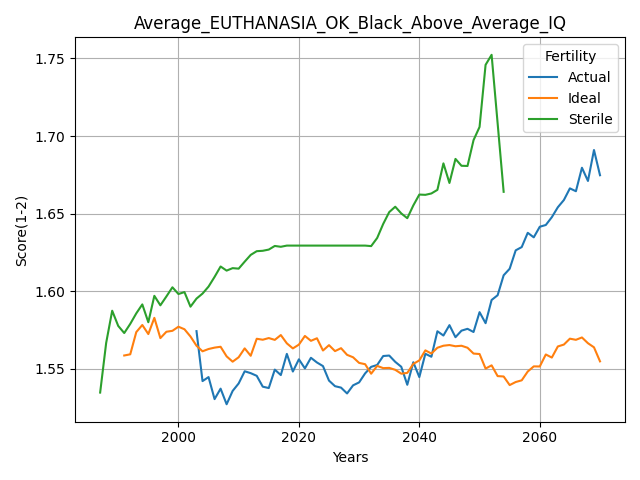 Average_EUTHANASIA_OK_Black_Above_Average_IQ
Fertility
Actual
Ideal
Sterile
Score(1-2)
1.75
1.70
1.65
1.60
1.55
2000 2020 2040 2060
Years